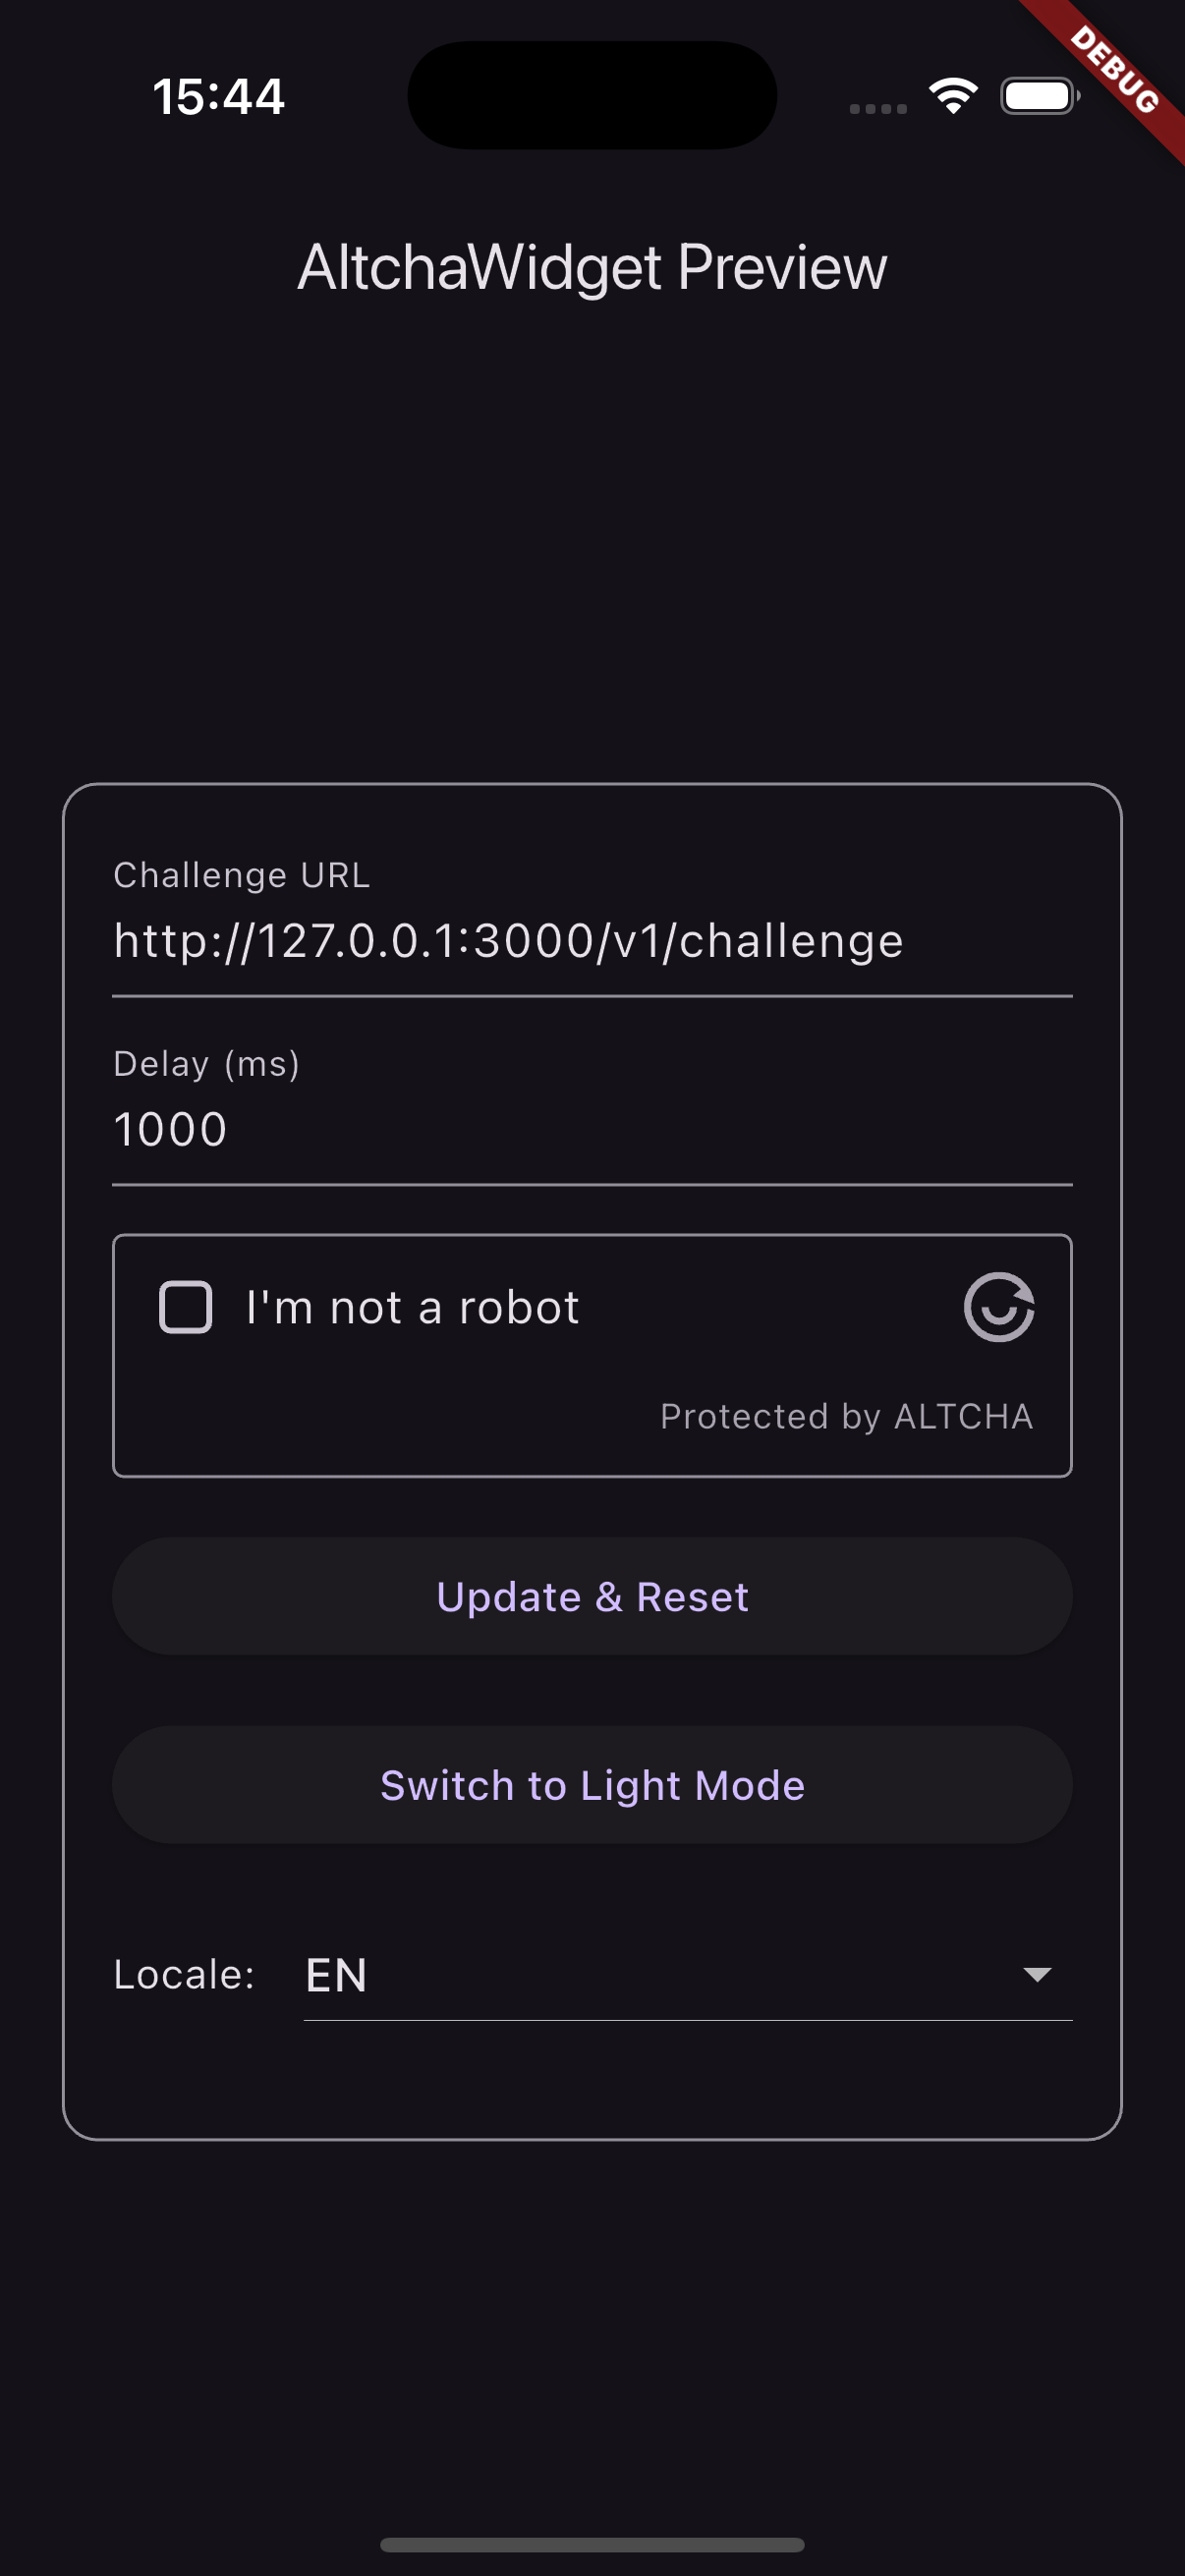 15:44
DEBUG
AltchaWidget Preview
Challenge URL
http://127.0.0.1:3000/v1/challenge
Delay (ms)
1000
I'm not a robot
Protected by ALTCHA
Update & Reset
Switch to Light Mode
Locale: EN